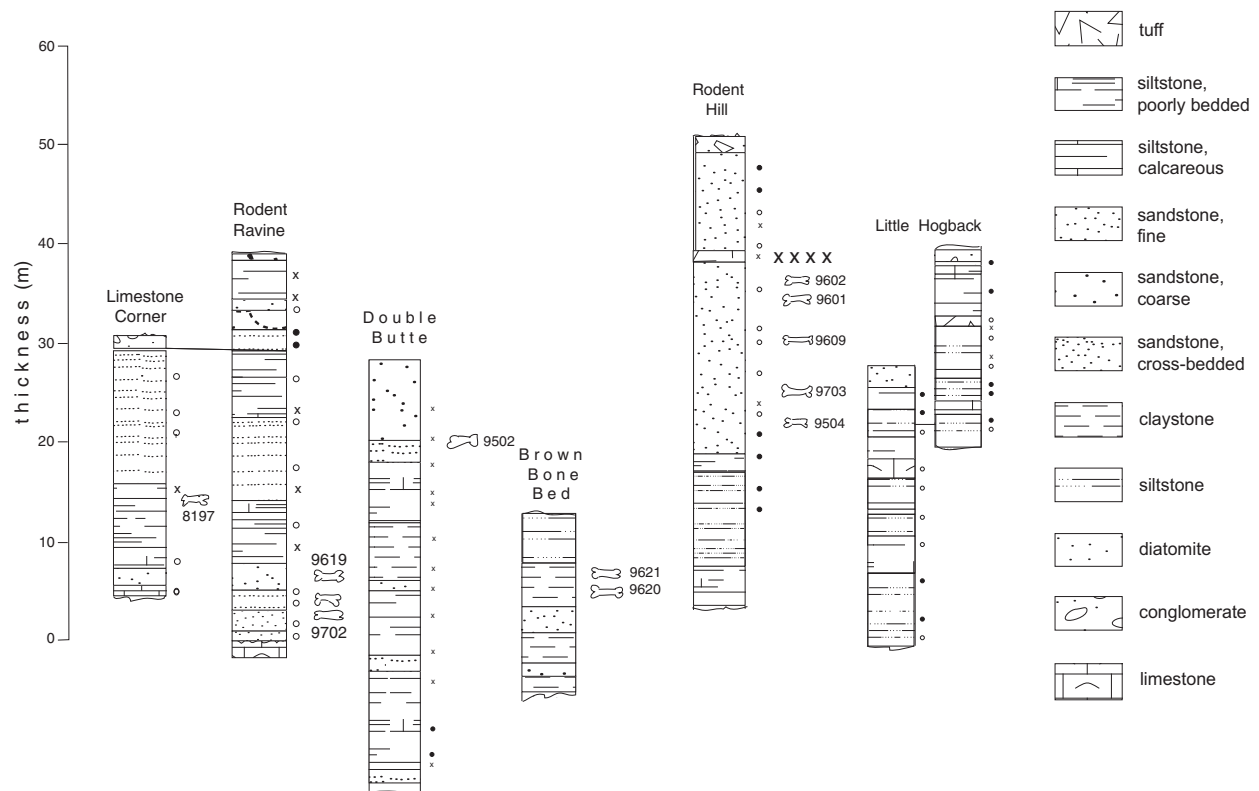 60
50
40
30
20
10
0
thickness (m)
Limestone
Corner
8197
Rodent
Ravine
9619
9702
Double
Butte
9502
Brown
Bone
Bed
9621
9620
Rodent
Hill
X X X X
9602
9601
9609
9703
9504
Little Hogback
tuff
siltstone,
poorly bedded
siltstone,
calcareous
sandstone,
fine
sandstone,
coarse
sandstone,
cross-bedded
claystone
siltstone
diatomite
conglomerate
limestone